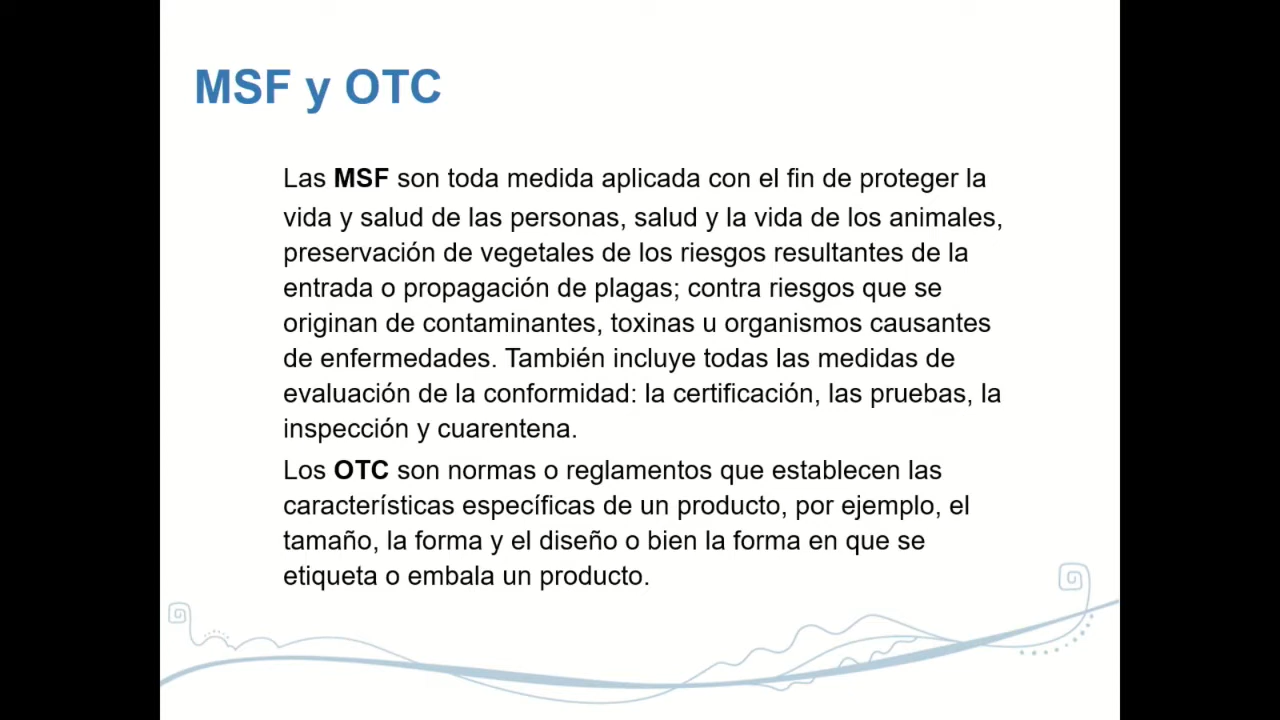 MSF y OTC
Las MSF son toda medida aplicada con el fin de proteger la
vida y salud de las personas, salud y la vida de los animales,
preservación de vegetales de los riesgos resultantes de la
entrada o propagación de plagas; contra riesgos que se
originan de contaminantes, toxinas u organismos causantes
de enfermedades. También incluye todas las medidas de
evaluación de la conformidad: la certificación, las pruebas, la
inspección y cuarentena.
Los OTC son normas o reglamentos que establecen las
características específicas de un producto, por ejemplo, el
tamaño, la forma y el diseño o bien la forma en que se
etiqueta o embala un producto.